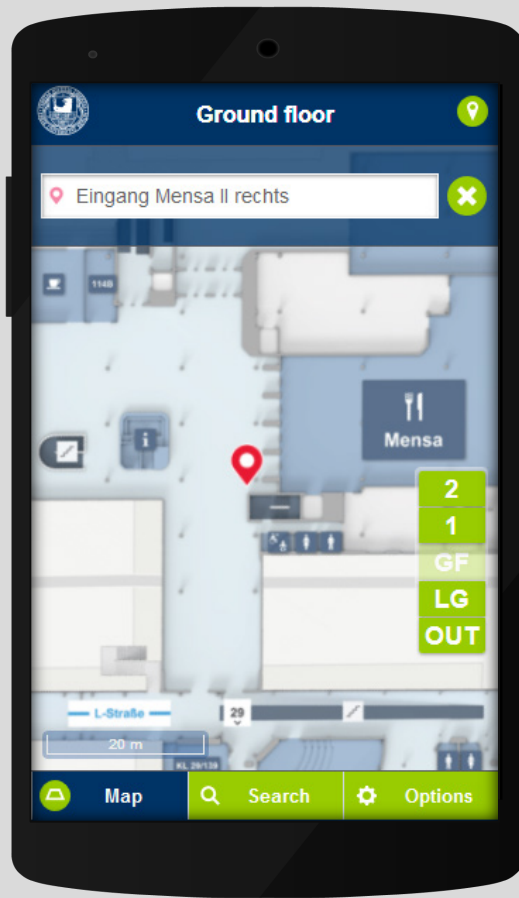 Ground floor
Eingang Mensa II rechts
114B
i
Mensa
2
1
GF
LG
OUT
L-Straße
29
20 m
KL 29/139
Map
Search
Options